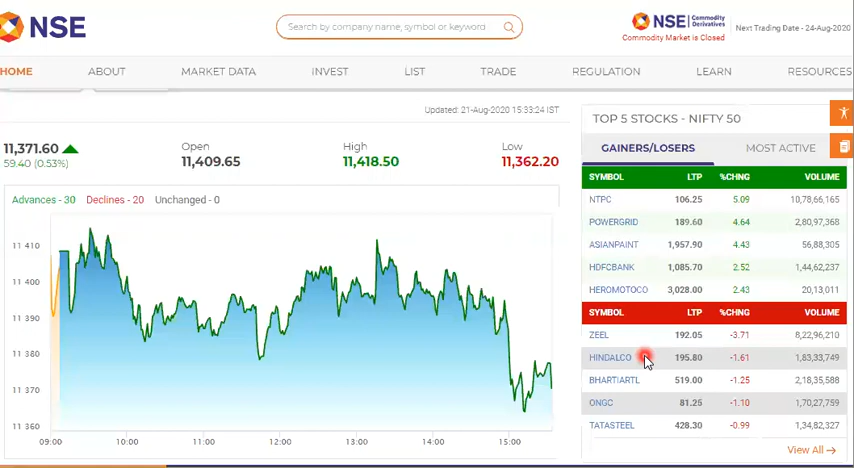 NSE
Search by company name, symbol or keyword
NSE | Commodity Derivatives
Commodity Market is Closed
Next Trading Date - 24-Aug-2020
HOME ABOUT MARKET DATA INVEST LIST TRADE REGULATION LEARN RESOURCES
Updated: 21-Aug-2020 15:33:24 IST
11,371.60
59.40 (0.53%)
Open
11,409.65
High
11,418.50
Low
11,362.20
Advances - 30 Declines - 20 Unchanged - 0
11 410
11 400
11 390
11 380
11 370
11 360
09:00 10:00 11:00 12:00 13:00 14:00 15:00
TOP 5 STOCKS - NIFTY 50
GAINERS/LOSERS MOST ACTIVE
SYMBOL LTP %CHNG VOLUME
NTPC 106.25 5.09 10,78,66,165
POWERGRID 189.60 4.64 2,80,97,368
ASIANPAINT 1,957.90 4.43 56,88,305
HDFCBANK 1,085.70 2.52 1,44,62,237
HEROMOTOCO 3,028.00 2.43 20,13,011
SYMBOL LTP %CHNG VOLUME
ZEEL 192.05 -3.71 8,22,96,210
HINDALCO 195.80 -1.61 1,83,33,749
BHARTIARTL 519.00 -1.25 2,18,35,588
ONGC 81.25 -1.10 1,70,27,759
TATASTEEL 428.30 -0.99 1,34,82,327
View All →